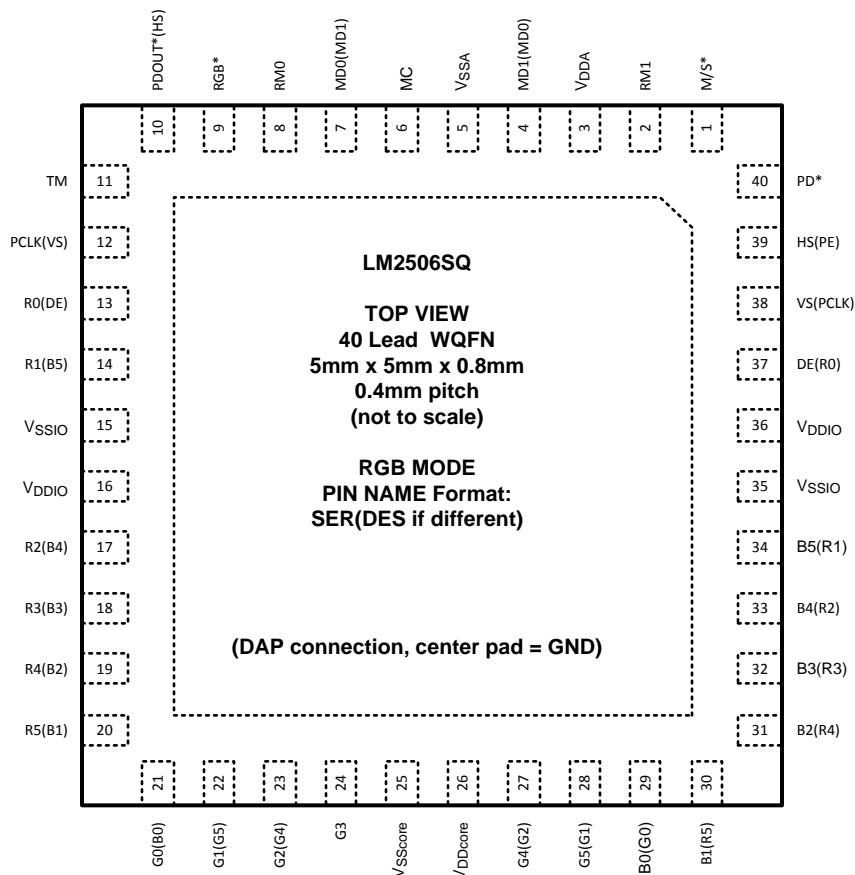 PDOUT*(HS)
RGB*
RM0
MD0(MD1)
MC
VSSA
MD1(MD0)
VDDA
RM1
M/S*
10
9
8
7
6
5
4
3
2
1
TM 11
40 PD*
PCLK(VS) 12
39 HS(PE)
R0(DE) 13
38 VS(PCLK)
R1(B5) 14
37 DE(R0)
VSSIO 15
36 VDDIO
VDDIO 16
35 VSSIO
R2(B4) 17
34 B5(R1)
R3(B3) 18
33 B4(R2)
R4(B2) 19
32 B3(R3)
R5(B1) 20
31 B2(R4)
LM2506SQ
TOP VIEW
40 Lead WQFN
5mm x 5mm x 0.8mm
0.4mm pitch
(not to scale)
RGB MODE
PIN NAME Format:
SER(DES if different)
(DAP connection, center pad = GND)
21
22
23
24
25
26
27
28
29
30
G0(B0)
G1(G5)
G2(G4)
G3
VSScore
VDDcore
G4(G2)
G5(G1)
B0(G0)
B1(R5)